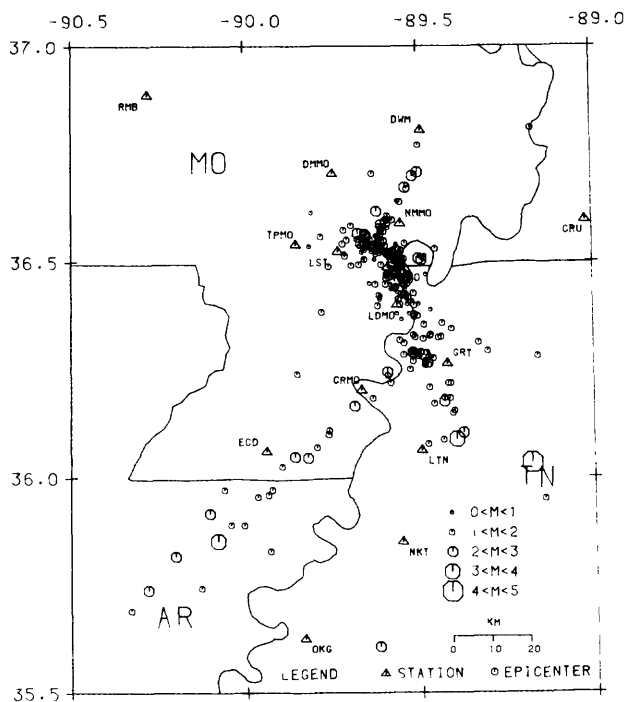 -90.5 -90.0 -89.5 -89.0
37.0
RMB
DWM
MO
DMMO
NMMO
TPMO
CRU
LST
36.5
LDMO
GRT
CRMO
ECD
LTN
36.0
TN
0<M<1
1<M<2
2<M<3
NKT
3<M<4
4<M<5
AR
KM
0 10 20
OKG
LEGEND STATION EPICENTER
35.5